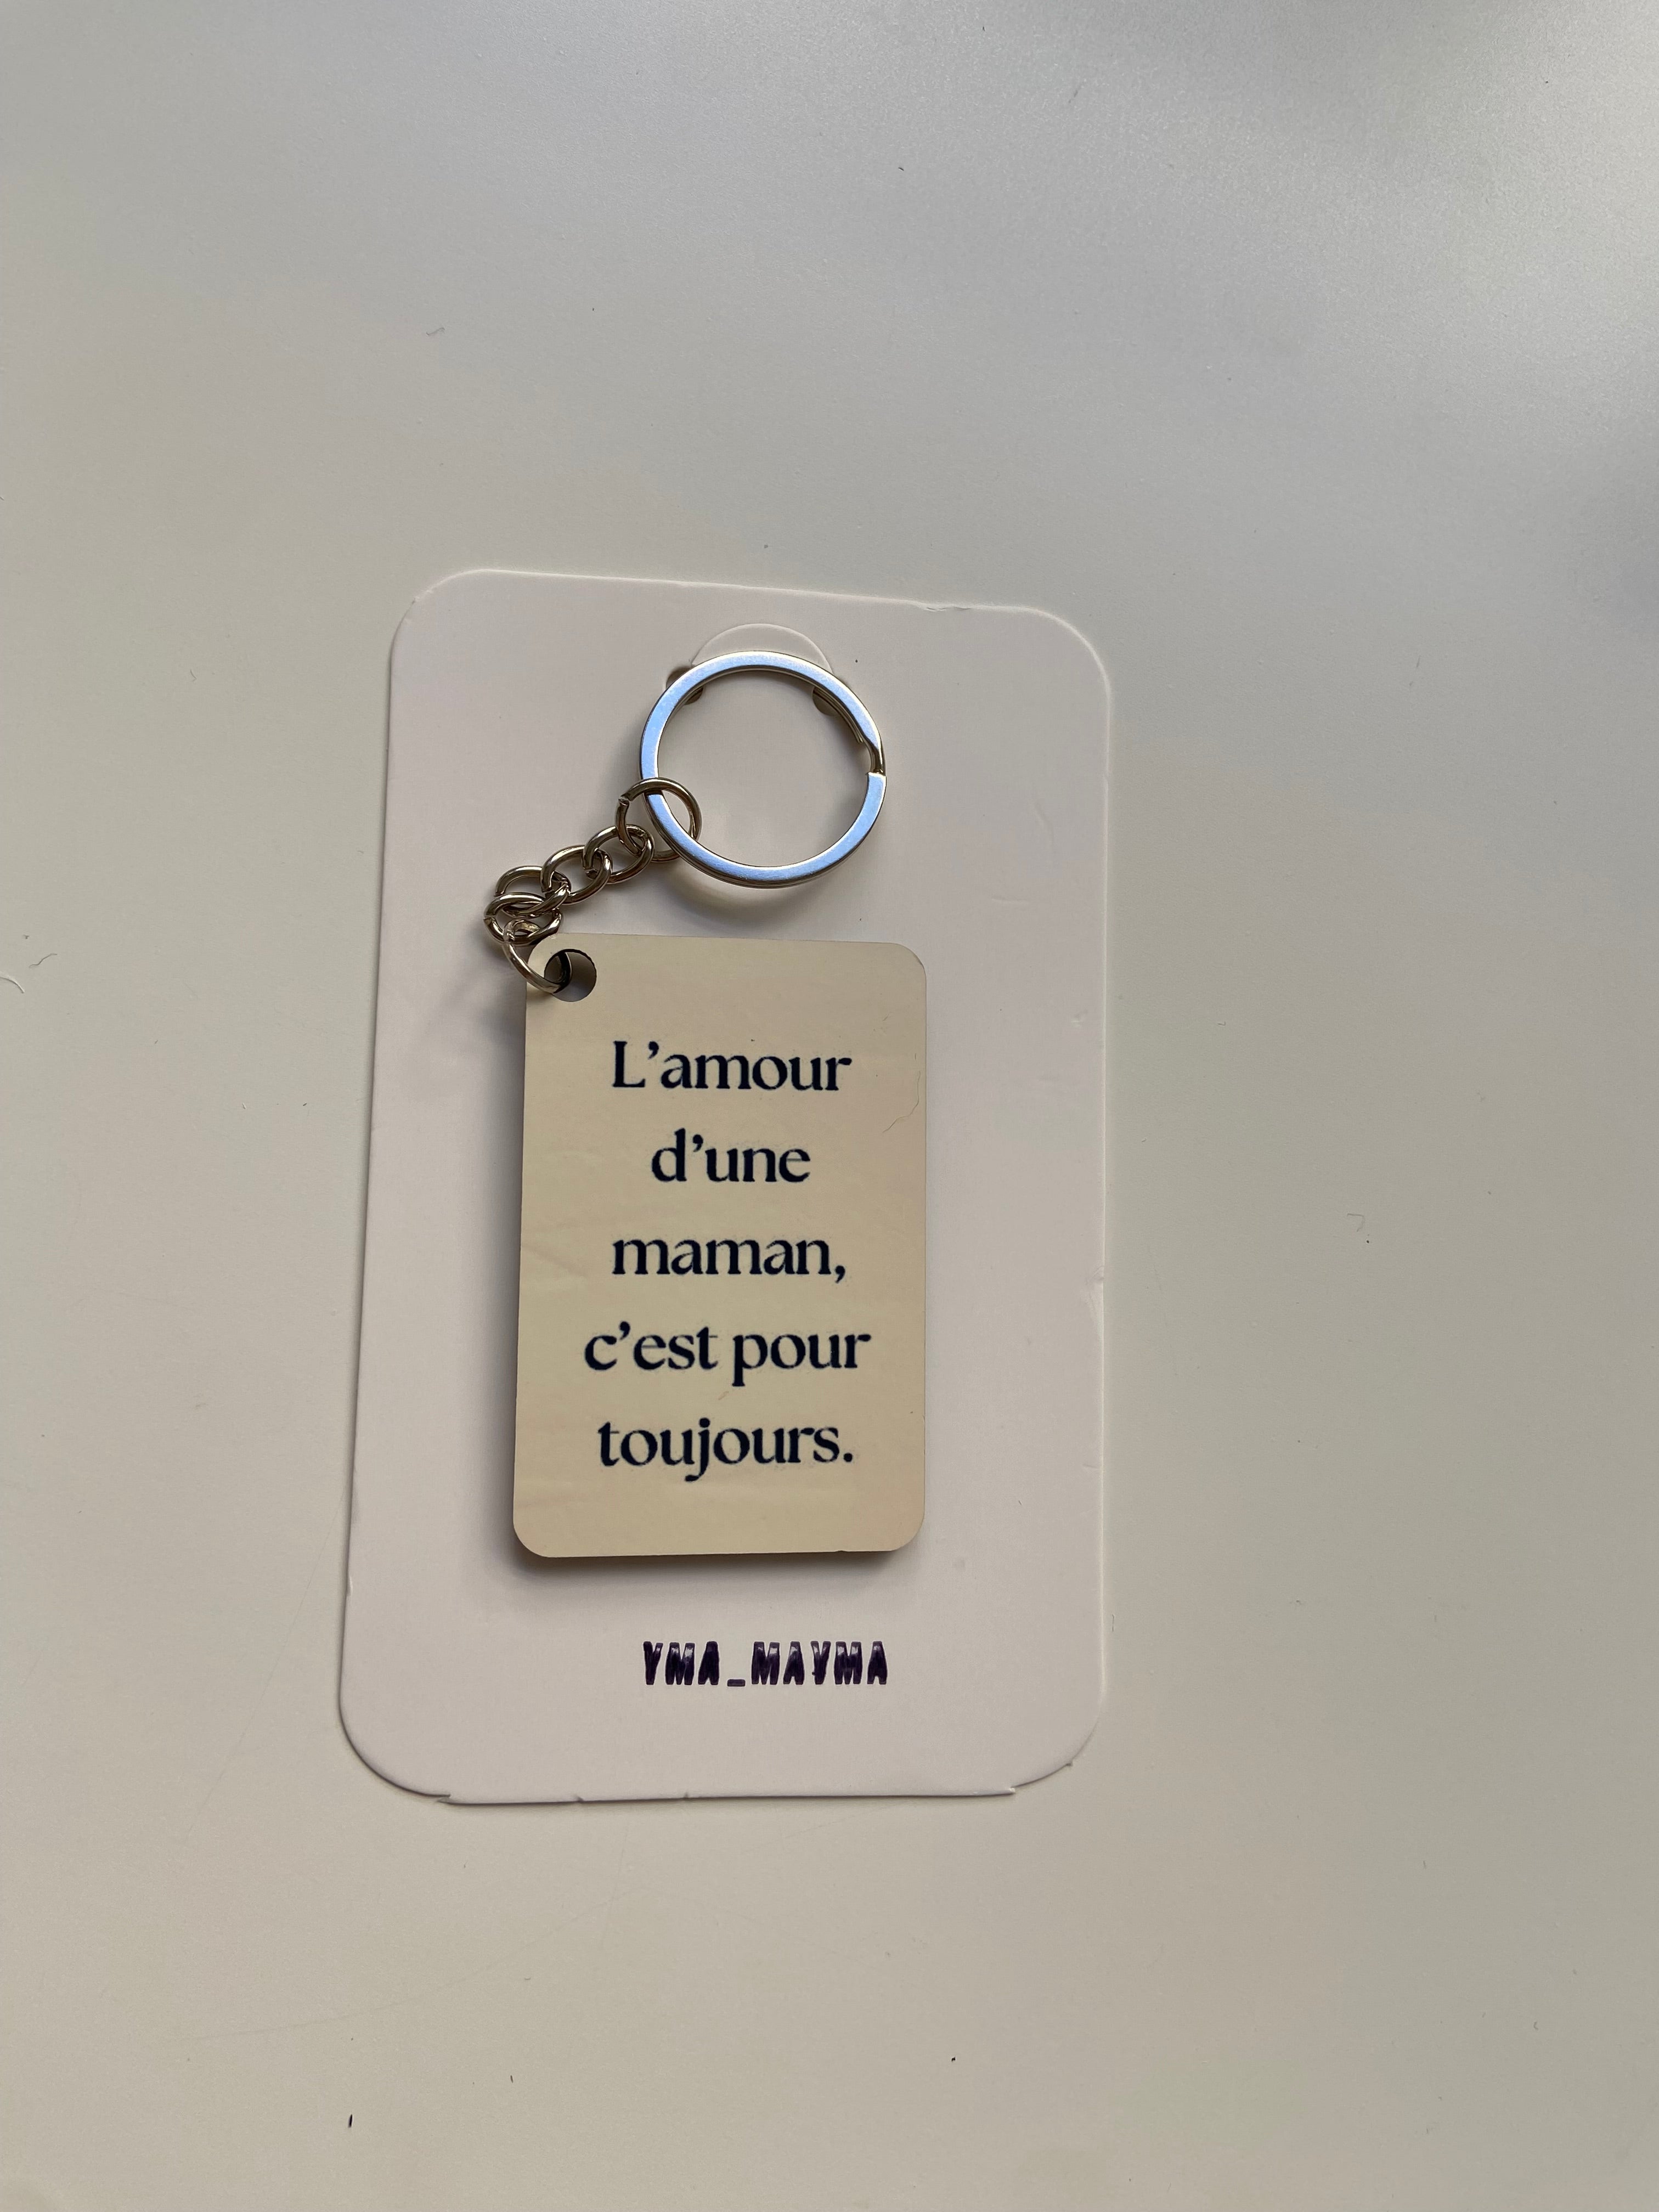 L’amour
d’une
maman,
c’est pour
toujours.
YMA_MAYMA